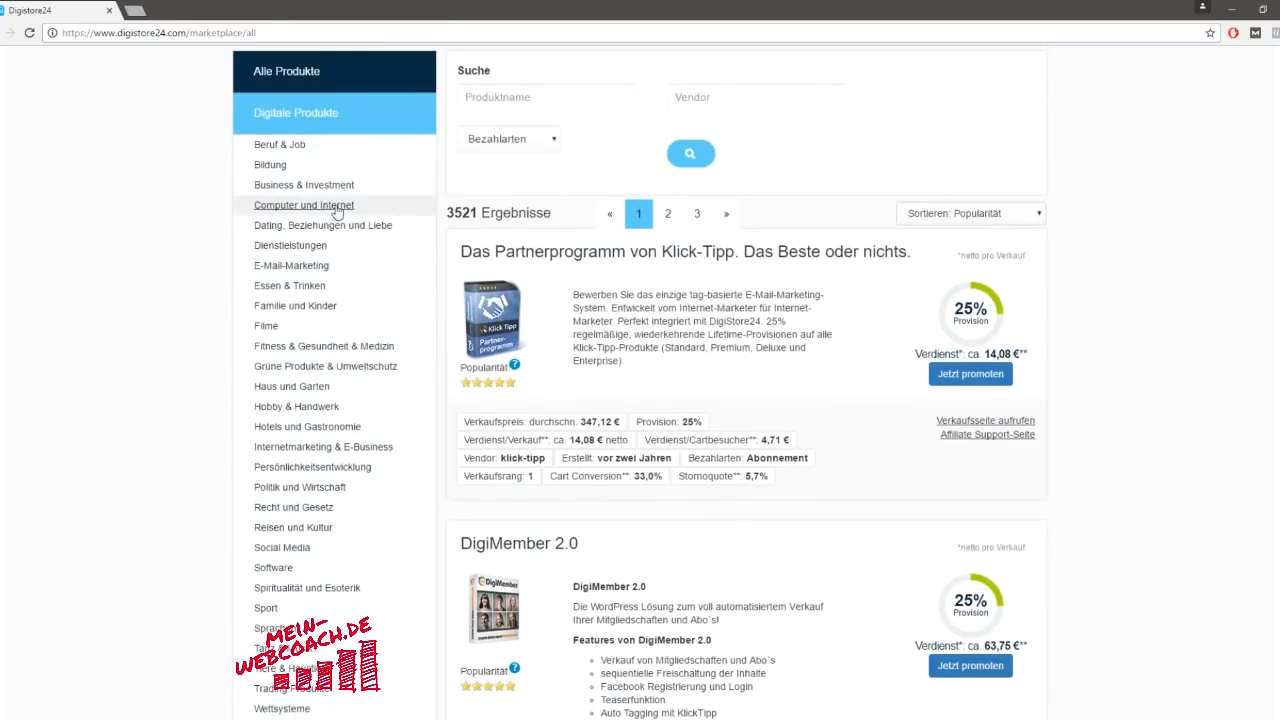 Digistore24
https://www.digistore24.com/marketplace/all
Alle Produkte
Digitale Produkte
Beruf & Job
Bildung
Business & Investment
Computer und Internet
Dating, Beziehungen und Liebe
Dienstleistungen
E-Mail-Marketing
Essen & Trinken
Familie und Kinder
Filme
Fitness & Gesundheit & Medizin
Grüne Produkte & Umweltschutz
Haus und Garten
Hobby & Handwerk
Hotels und Gastronomie
Internetmarketing & E-Business
Persönlichkeitsentwicklung
Politik und Wirtschaft
Recht und Gesetz
Reisen und Kultur
Social Media
Software
Spiritualität und Esoterik
Sport
Wettsysteme
MEIN-
WEBCOACH.DE
Suche
Produktname
Vendor
Bezahlarten
3521 Ergebnisse
« 1 2 3 »
Sortieren: Popularität
Das Partnerprogramm von Klick-Tipp. Das Beste oder nichts.
*netto pro Verkauf
Klick Tipp
Partner-
programm
Bewerben Sie das einzige tag-basierte E-Mail-Marketing-
System. Entwickelt vom Internet-Marketer für Internet-
Marketer. Perfekt integriert mit DigiStore24. 25%
regelmäßige, wiederkehrende Lifetime-Provisionen auf alle
Klick-Tipp-Produkte (Standard, Premium, Deluxe und
Enterprise).
Popularität ?
25%
Provision
Verdienst*: ca. 14,08 €**
Jetzt promoten
Verkaufspreis: durchschn. 347,12 € Provision: 25%
Verdienst/Verkauf**: ca. 14,08 € netto Verdienst/Cartbesucher**: 4,71 €
Vendor: klick-tipp Erstellt: vor zwei Jahren Bezahlarten: Abonnement
Verkaufsrang: 1 Cart Conversion**: 33,0% Stornoquote**: 5,7%
Verkaufsseite aufrufen
Affiliate Support-Seite
DigiMember 2.0
*netto pro Verkauf
DigiMember
DigiMember 2.0
Die WordPress Lösung zum voll automatisiertem Verkauf
Ihrer Mitgliedschaften und Abo`s!
Features von DigiMember 2.0
Verkauf von Mitgliedschaften und Abo`s
sequentielle Freischaltung der Inhalte
Facebook Registrierung und Login
Teaserfunktion
Auto Tagging mit KlickTipp
Popularität ?
25%
Provision
Verdienst*: ca. 63,75 €**
Jetzt promoten